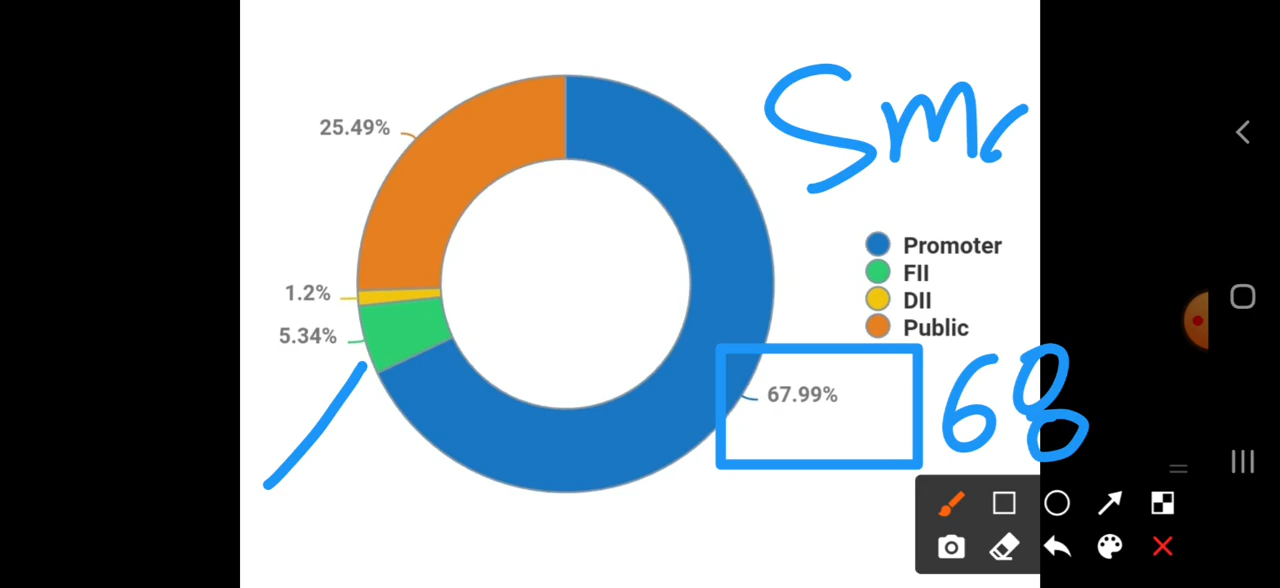 Smc
25.49%
Promoter
FII
DII
Public
1.2%
5.34%
67.99%
68